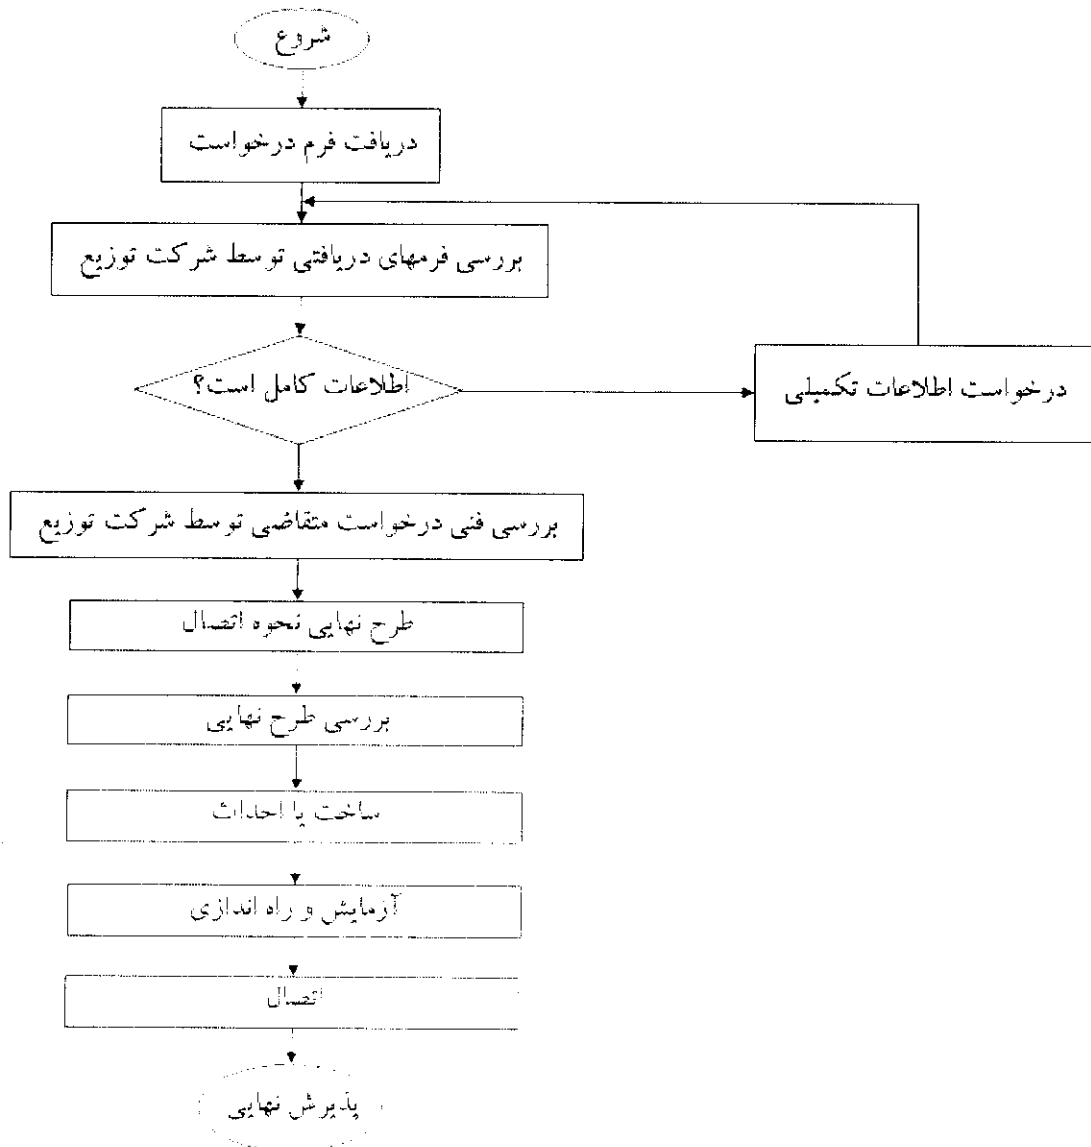 شروع
دریافت فرم درخواست
بررسی فرمهای دریافتی توسط شرکت توزیع
اطلاعات کامل است؟
درخواست اطلاعات تکمیلی
بررسی فنی درخواست متقاضی توسط شرکت توزیع
طرح نهایی نحوه اتصال
بررسی طرح نهایی
ساخت یا احداث
آزمایش و راه اندازی
اتصال
پذیرش نهایی